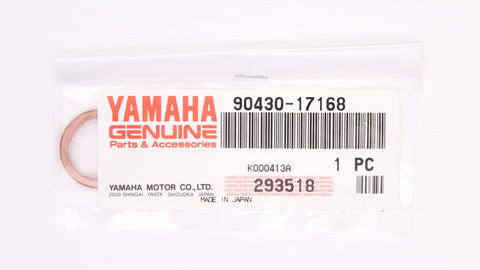 YAMAHA
GENUINE
Parts & Accessories
90430-17168
K000413A
1 PC
YAMAHA MOTOR CO.,LTD.
2500 SHINGAI IWATA SHIZUOKA JAPAN
293518
MADE IN JAPAN